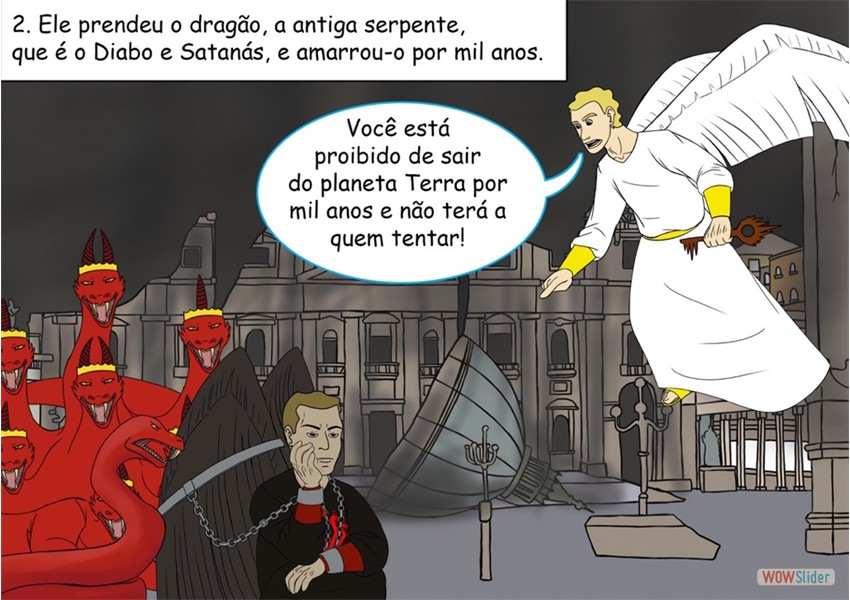 2. Ele prendeu o dragão, a antiga serpente,
que é o Diabo e Satanás, e amarrou-o por mil anos.
Você está
proibido de sair
do planeta Terra por
mil anos e não terá a
quem tentar!
WOWSlider